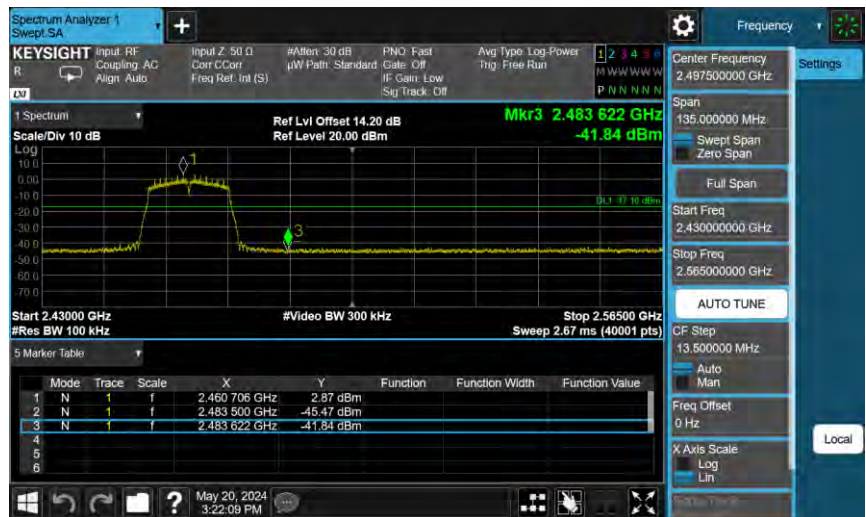 Spectrum Analyzer 1
Swept SA
+
Frequency
KEYSIGHT
R
LXI
Input: RF
Coupling: AC
Align: Auto
Input Z: 50 Ω
Corr CCorr
Freq Ref: Int (S)
#Atten: 30 dB
µW Path: Standard
PNO: Fast
Gate: Off
IF Gain: Low
Sig Track: Off
Avg Type: Log-Power
Trig: Free Run
1 2 3 4 5 6
M W W W W W
P N N N N N
1 Spectrum
Scale/Div 10 dB
Ref Lvl Offset 14.20 dB
Ref Level 20.00 dBm
Mkr3 2.483 622 GHz
-41.84 dBm
Log
10.0
0.00
-10.0
-20.0
-30.0
-40.0
-50.0
-60.0
-70.0
1
3
DL1 -17.10 dBm
Start 2.43000 GHz
#Res BW 100 kHz
#Video BW 300 kHz
Stop 2.56500 GHz
Sweep 2.67 ms (40001 pts)
5 Marker Table
Mode Trace Scale X Y Function Function Width Function Value
1 N 1 f 2.460 706 GHz 2.87 dBm
2 N 1 f 2.483 500 GHz -45.47 dBm
3 N 1 f 2.483 622 GHz -41.84 dBm
4
5
6
?
May 20, 2024
3:22:09 PM
Center Frequency
2.497500000 GHz
Settings
Span
135.000000 MHz
Swept Span
Zero Span
Full Span
Start Freq
2.430000000 GHz
Stop Freq
2.565000000 GHz
AUTO TUNE
CF Step
13.500000 MHz
Auto
Man
Freq Offset
0 Hz
X Axis Scale
Log
Lin
Local